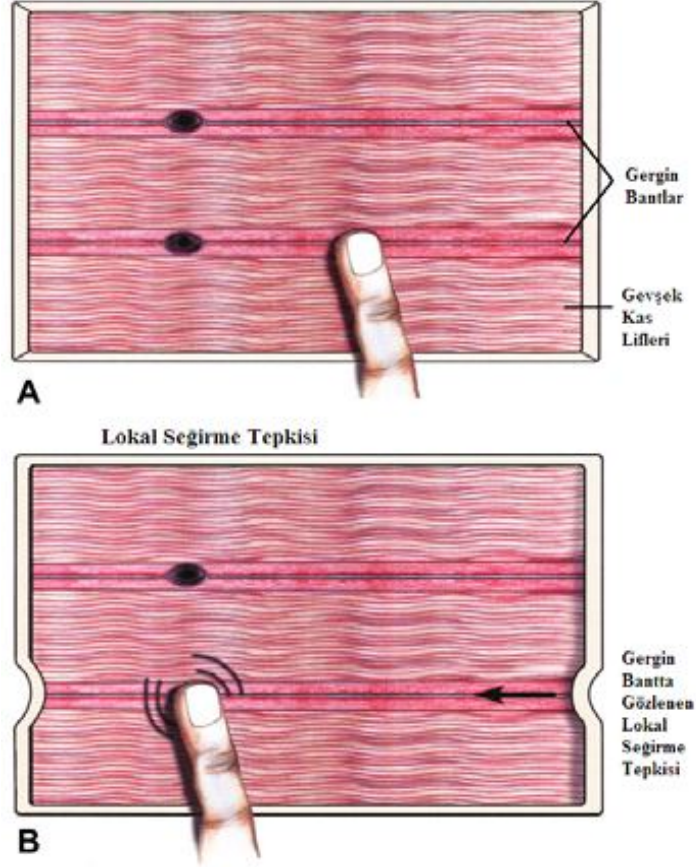 Gergin
Bantlar
Gevşek
Kas
Lifleri
A
Lokal Seğirme Tepkisi
Gergin
Bantta
Gözlenen
Lokal
Seğirme
Tepkisi
B